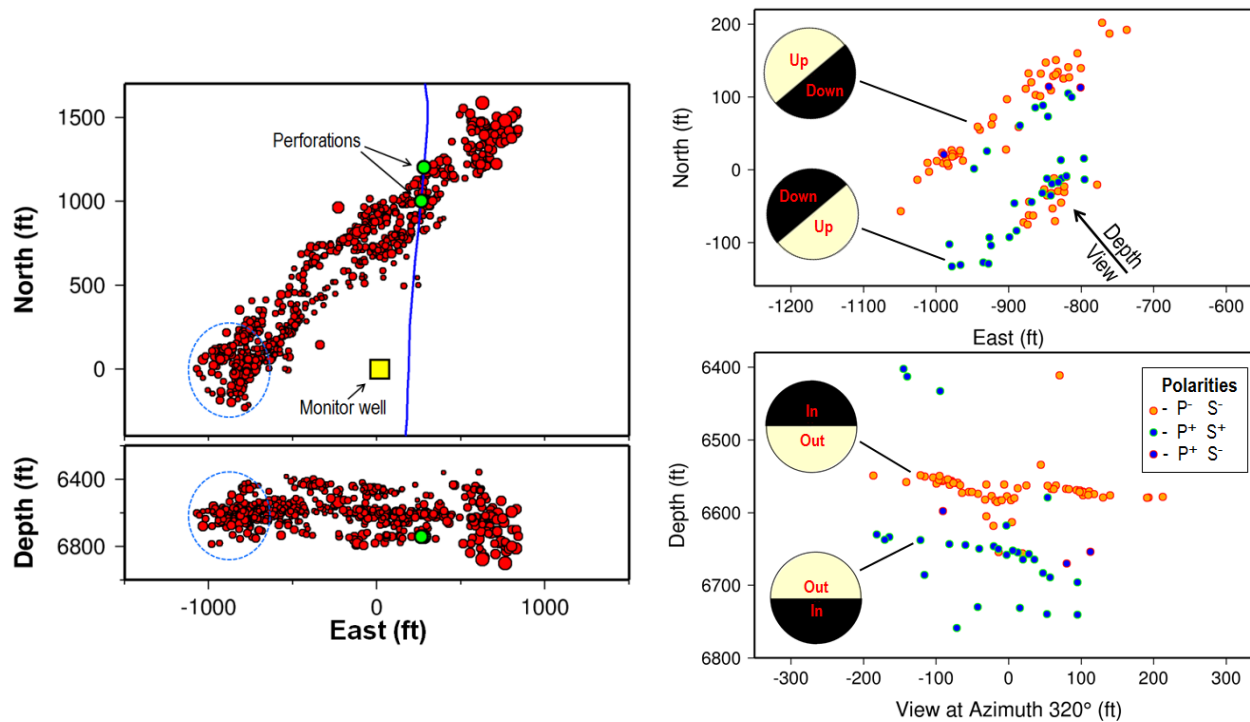 1500
1000
500
0
North (ft)
Perforations
Monitor well
6400
6800
Depth (ft)
-1000
0
1000
East (ft)
200
100
0
-100
North (ft)
Up
Down
Down
Up
Depth
View
-1200
-1100
-1000
-900
-800
-700
-600
East (ft)
6400
6500
6600
6700
6800
Depth (ft)
In
Out
Out
In
Polarities
- P- S-
- P+ S+
- P+ S-
-300
-200
-100
0
100
200
300
View at Azimuth 320° (ft)